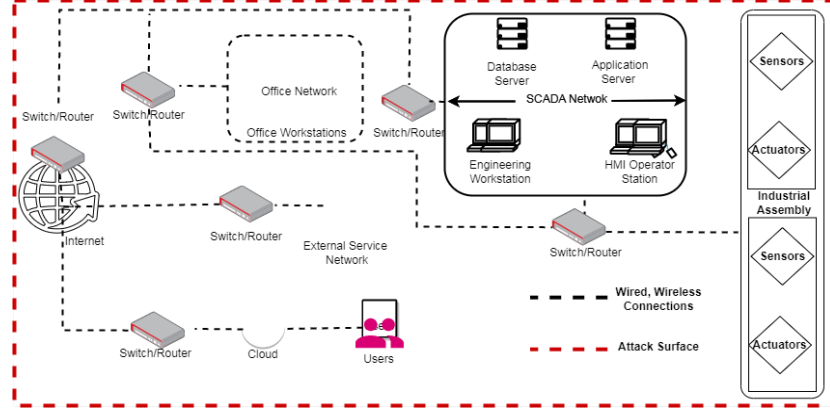 Database
Server
Application
Server
Sensors
Office Network
SCADA Netwok
Switch/Router
Switch/Router
Switch/Router
Office Workstations
Actuators
Engineering
Workstation
HMI Operator
Station
Industrial
Assembly
Internet
Switch/Router
External Service
Network
Switch/Router
Sensors
Wired, Wireless
Connections
Switch/Router
Cloud
Users
Attack Surface
Actuators